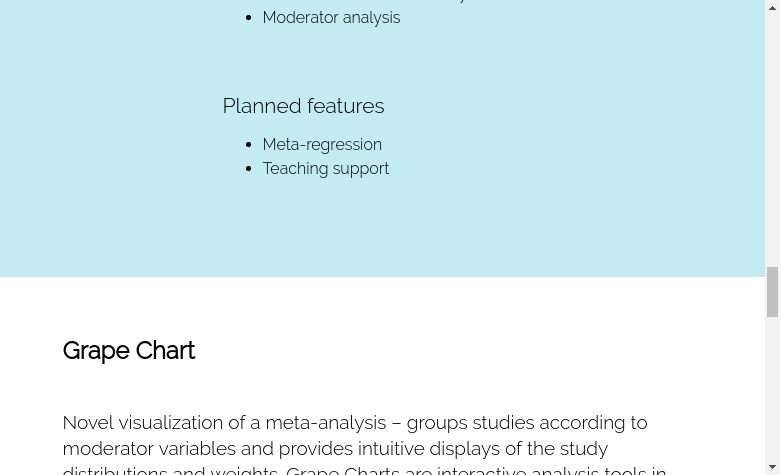 Moderator analysis
Planned features
Meta-regression
Teaching support
Grape Chart
Novel visualization of a meta-analysis – groups studies according to
moderator variables and provides intuitive displays of the study
distributions and weights. Grape Charts are interactive analysis tools in